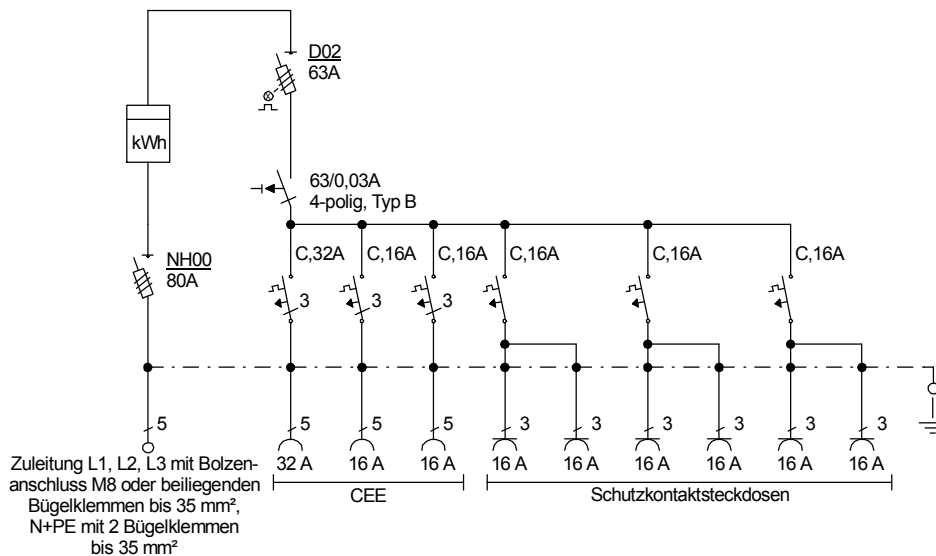 D02
63A
kWh
63/0,03A
4-polig, Typ B
NH00
80A
C,32A
C,16A
C,16A
C,16A
C,16A
C,16A
3
3
3
5
5
5
5
3
3
3
3
3
3
32 A
16 A
16 A
16 A
16 A
16 A
16 A
16 A
16 A
CEE
Schutzkontaktsteckdosen
Zuleitung L1, L2, L3 mit Bolzen-
anschluss M8 oder beiliegenden
Bügelklemmen bis 35 mm²,
N+PE mit 2 Bügelklemmen
bis 35 mm²